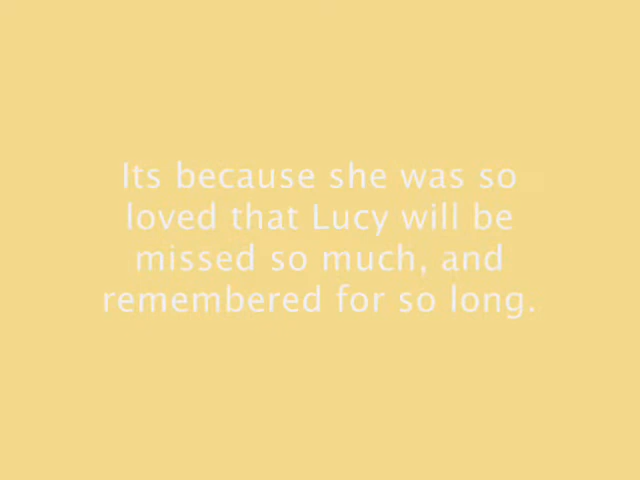 Its because she was so
loved that Lucy will be
missed so much, and
remembered for so long.